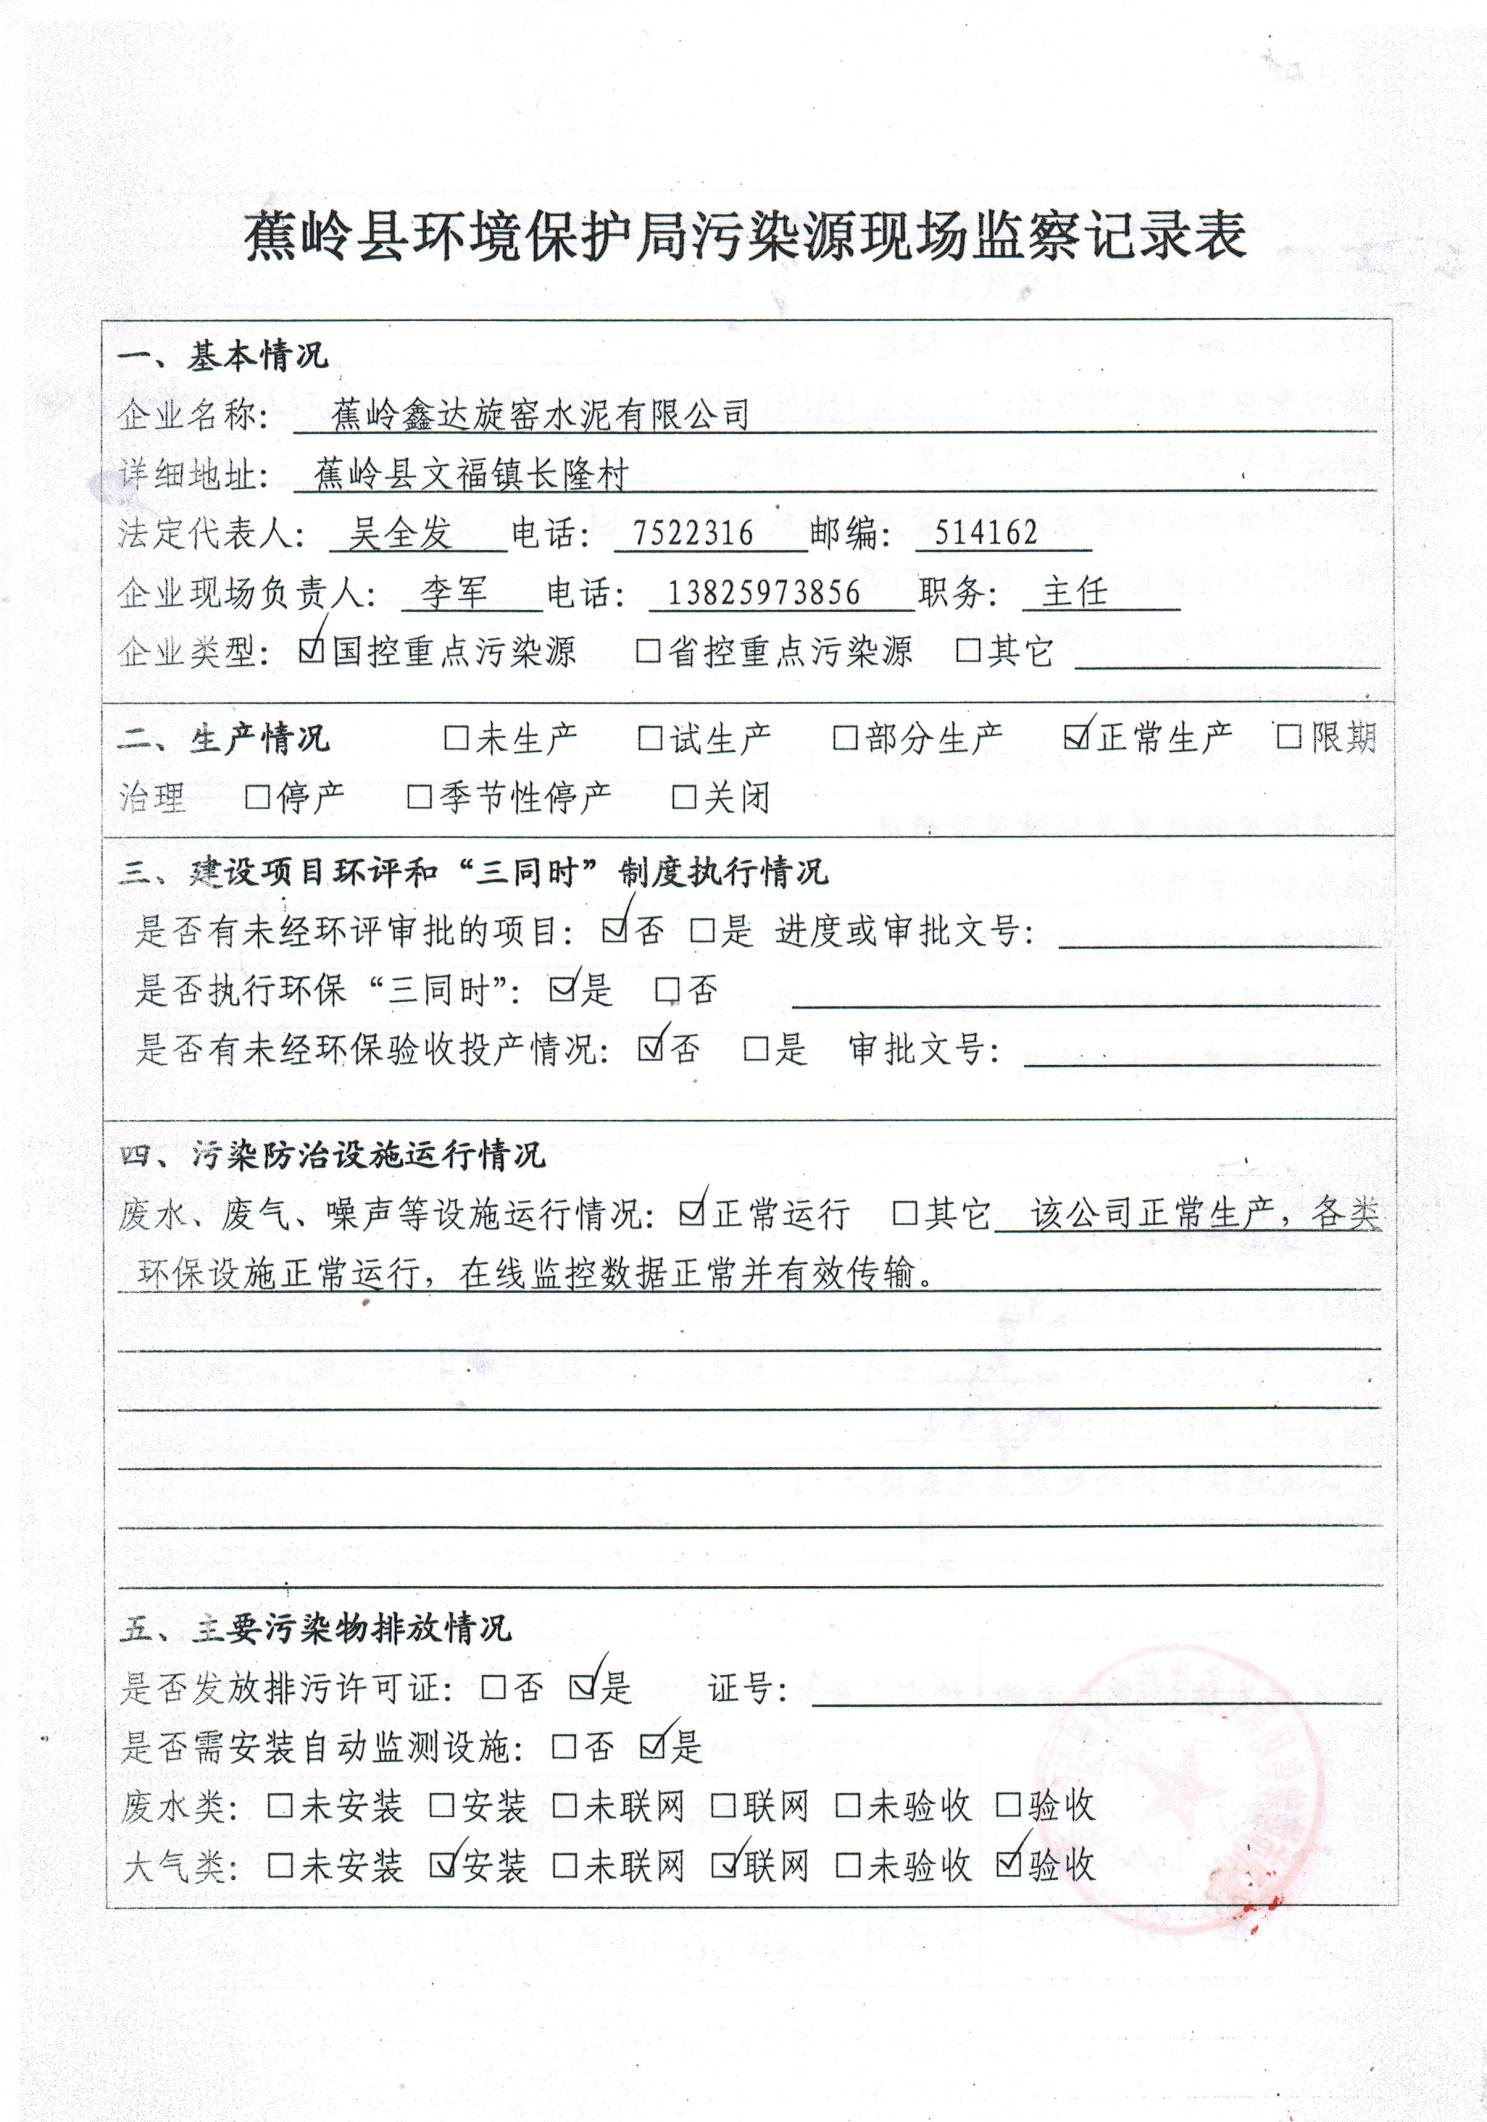 蕉岭县环境保护局污染源现场监察记录表
一、基本情况
企业名称： 蕉岭鑫达旋窑水泥有限公司
详细地址： 蕉岭县文福镇长隆村
法定代表人： 吴全发 电话： 7522316 邮编： 514162
企业现场负责人： 李军 电话： 13825973856 职务： 主任
企业类型：☑国控重点污染源 □省控重点污染源 □其它
二、生产情况 □未生产 □试生产 □部分生产 ☑正常生产 □限期
治理 □停产 □季节性停产 □关闭
三、建设项目环评和“三同时”制度执行情况
是否有未经环评审批的项目：☑否 □是 进度或审批文号：
是否执行环保“三同时”：☑是 □否
是否有未经环保验收投产情况：☑否 □是 审批文号：
四、污染防治设施运行情况
废水、废气、噪声等设施运行情况：☑正常运行 □其它 该公司正常生产，各类
环保设施正常运行，在线监控数据正常并有效传输。
五、主要污染物排放情况
是否发放排污许可证：□否 ☑是 证号：
是否需安装自动监测设施：□否 ☑是
废水类：□未安装 □安装 □未联网 □联网 □未验收 □验收
大气类：□未安装 ☑安装 □未联网 ☑联网 □未验收 ☑验收